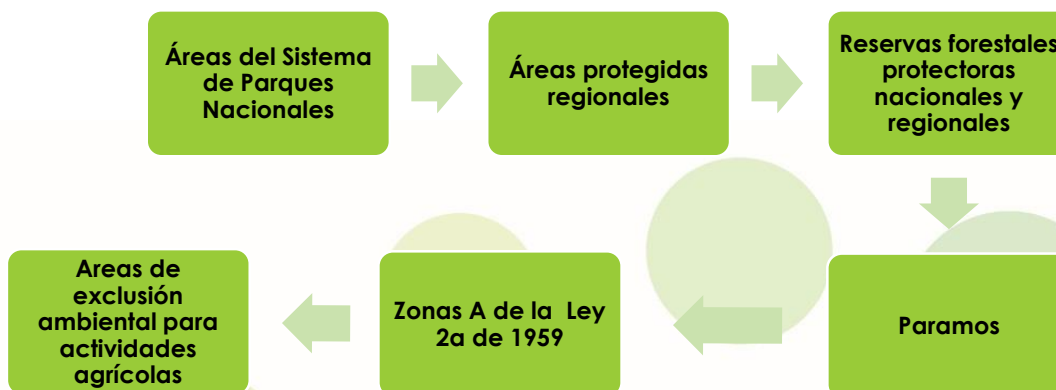 Áreas del Sistema
de Parques
Nacionales
Áreas protegidas
regionales
Reservas forestales
protectoras
nacionales y
regionales
Paramos
Zonas A de la Ley
2a de 1959
Areas de
exclusión
ambiental para
actividades
agrícolas